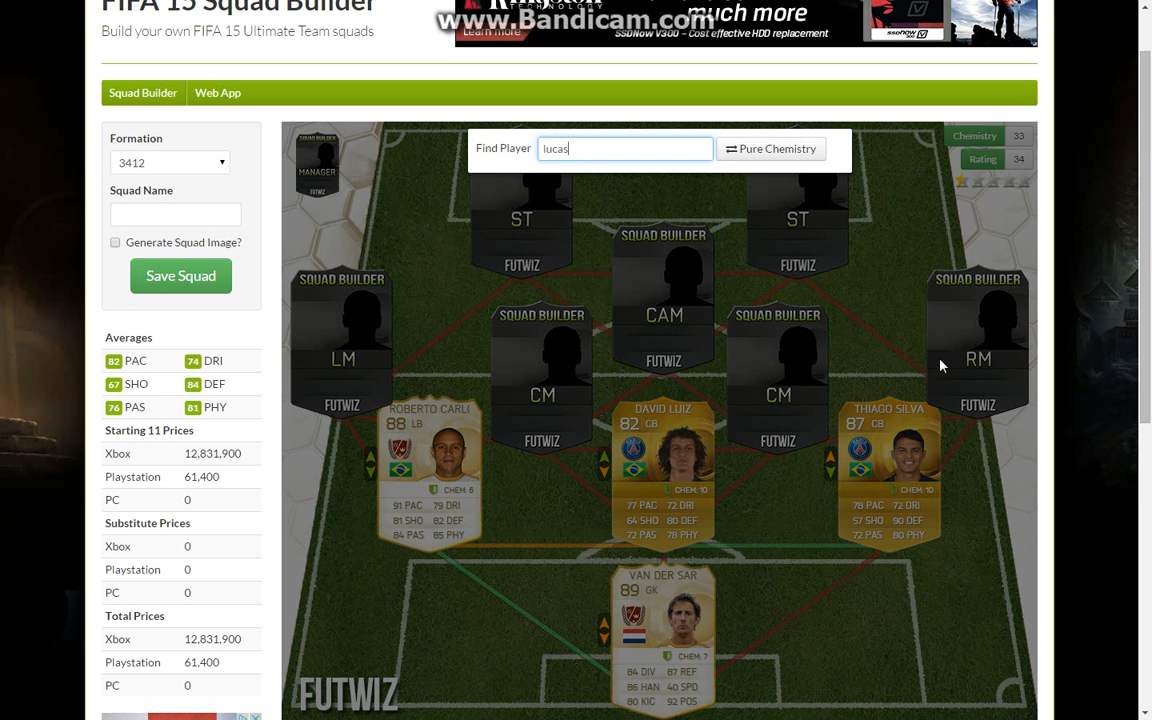 FIFA 15 Squad Builder
Build your own FIFA 15 Ultimate Team squads
www.Bandicam.com
much more
Learn more
SSDNow V300 - Cost effective HDD replacement
Squad Builder
Web App
Formation
3412
Squad Name
Generate Squad Image?
Save Squad
Averages
82 PAC 74 DRI
67 SHO 84 DEF
76 PAS 81 PHY
Starting 11 Prices
Xbox 12,831,900
Playstation 61,400
PC 0
Substitute Prices
Xbox 0
Playstation 0
PC 0
Total Prices
Xbox 12,831,900
Playstation 61,400
PC 0
Find Player lucas Pure Chemistry
Chemistry 33
Rating 34
SQUAD BUILDER
MANAGER
FUTWIZ
ST
FUTWIZ
ST
FUTWIZ
SQUAD BUILDER
CAM
FUTWIZ
SQUAD BUILDER
LM
FUTWIZ
SQUAD BUILDER
CM
FUTWIZ
SQUAD BUILDER
CM
FUTWIZ
SQUAD BUILDER
RM
FUTWIZ
ROBERTO CARL
88 LB
CHEM: 6
91 PAC 79 DRI
81 SHO 82 DEF
84 PAS 85 PHY
DAVID LUIZ
82 CB
CHEM: 10
77 PAC 72 DRI
64 SHO 80 DEF
72 PAS 78 PHY
THIAGO SILVA
87 CB
CHEM: 10
78 PAC 72 DRI
57 SHO 90 DEF
72 PAS 80 PHY
VAN DER SAR
89 GK
CHEM: 7
84 DIV 87 REF
86 HAN 40 SPD
80 KIC 92 POS
FUTWIZ